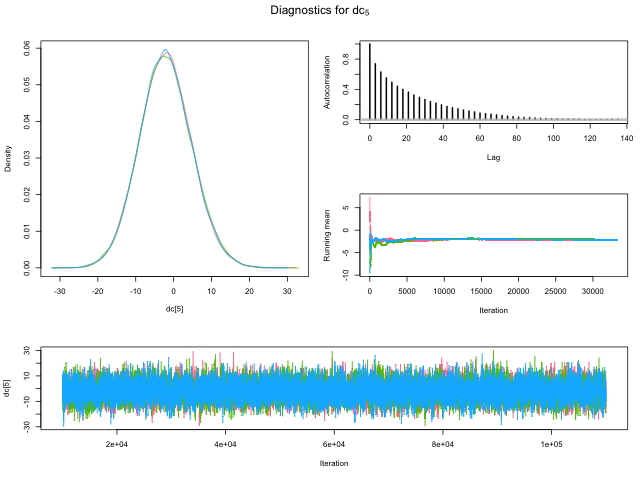 Diagnostics for dc5
Density
0.00 0.01 0.02 0.03 0.04 0.05 0.06
-30 -20 -10 0 10 20 30
dc[5]
Autocorrelation
0.0 0.4 0.8
0 20 40 60 80 100 120 140
Lag
Running mean
-10 -5 0 5
0 5000 10000 15000 20000 25000 30000
Iteration
dc[5]
-30 -10 10 30
2e+04 4e+04 6e+04 8e+04 1e+05
Iteration